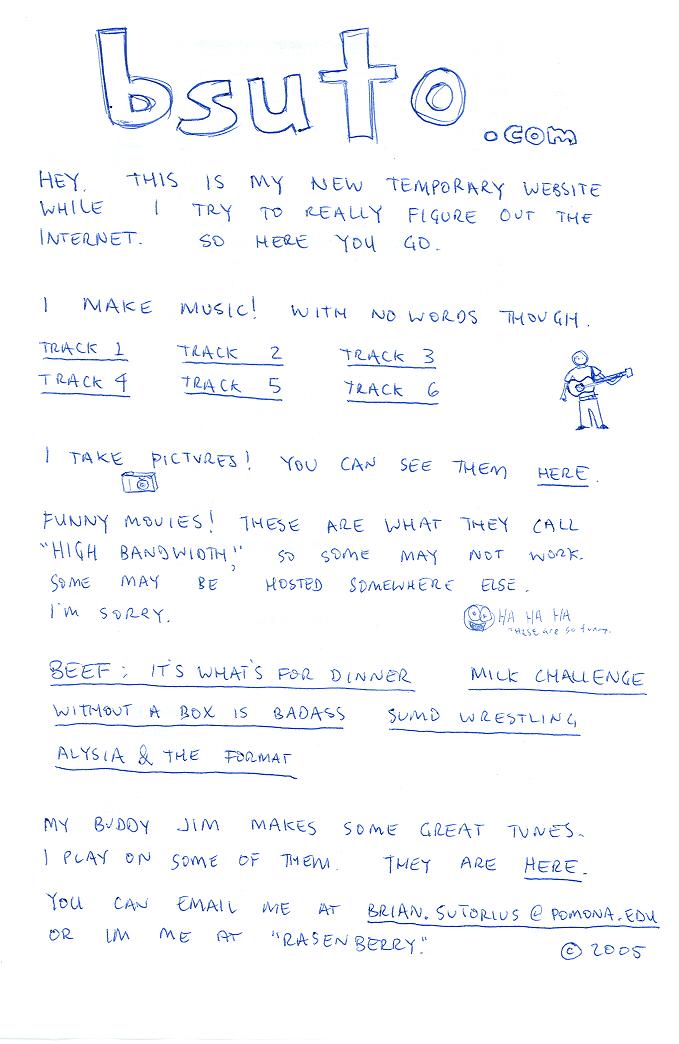 bsuto.com
HEY. THIS IS MY NEW TEMPORARY WEBSITE
WHILE I TRY TO REALLY FIGURE OUT THE
INTERNET. SO HERE YOU GO.
I MAKE MUSIC! WITH NO WORDS THOUGH.
TRACK 1 TRACK 2 TRACK 3
TRACK 4 TRACK 5 TRACK 6
I TAKE PICTURES! YOU CAN SEE THEM HERE.
FUNNY MOVIES! THESE ARE WHAT THEY CALL
"HIGH BANDWIDTH," SO SOME MAY NOT WORK.
SOME MAY BE HOSTED SOMEWHERE ELSE.
I'M SORRY.
HA HA HA
These are so funny.
BEEF: IT'S WHAT'S FOR DINNER MILK CHALLENGE
WITHOUT A BOX IS BADASS SUMO WRESTLING
ALYSIA & THE FORMAT
MY BUDDY JIM MAKES SOME GREAT TUNES.
I PLAY ON SOME OF THEM. THEY ARE HERE.
YOU CAN EMAIL ME AT BRIAN.SUTORIUS@POMONA.EDU
OR IM ME AT "RASENBERRY."
© 2005